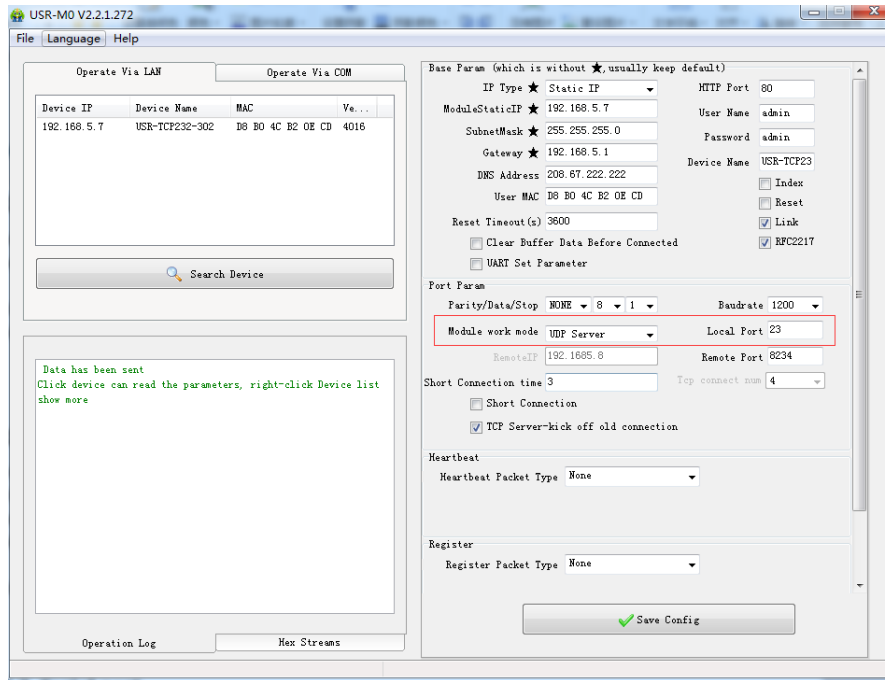 USR-M0 V2.2.1.272
File Language Help
Operate Via LAN Operate Via COM
Device IP Device Name MAC Ve...
192.168.5.7 USR-TCP232-302 D8 B0 4C B2 0E CD 4016
Search Device
Data has been sent
Click device can read the parameters, right-click Device list
show more
Operation Log Hex Streams
Base Param (which is without ★, usually keep default)
IP Type ★ Static IP HTTP Port 80
ModuleStaticIP ★ 192.168.5.7 User Name admin
SubnetMask ★ 255.255.255.0 Password admin
Gateway ★ 192.168.5.1 Device Name USR-TCP23
DNS Address 208.67.222.222 Index
User MAC D8 B0 4C B2 0E CD Reset
Reset Timeout(s) 3600 Link
Clear Buffer Data Before Connected RFC2217
UART Set Parameter
Port Param
Parity/Data/Stop NONE 8 1 Baudrate 1200
Module work mode UDP Server Local Port 23
RemoteIP 192.1685.8 Remote Port 8234
Short Connection time 3 Tcp connect num 4
Short Connection
TCP Server-kick off old connection
Heartbeat
Heartbeat Packet Type None
Register
Register Packet Type None
Save Config